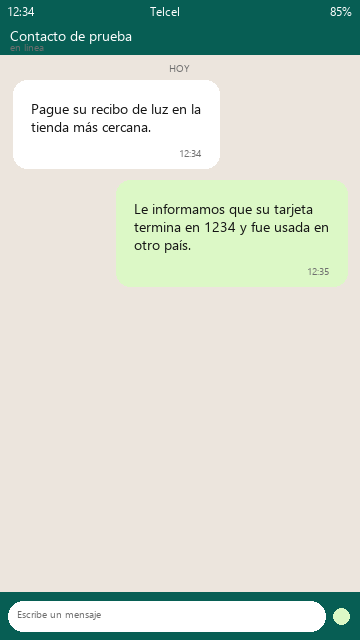 12:34 Telcel 85%
Contacto de prueba
en línea
HOY
Pague su recibo de luz en la
tienda más cercana.
12:34
Le informamos que su tarjeta
termina en 1234 y fue usada en
otro país.
12:35
Escribe un mensaje